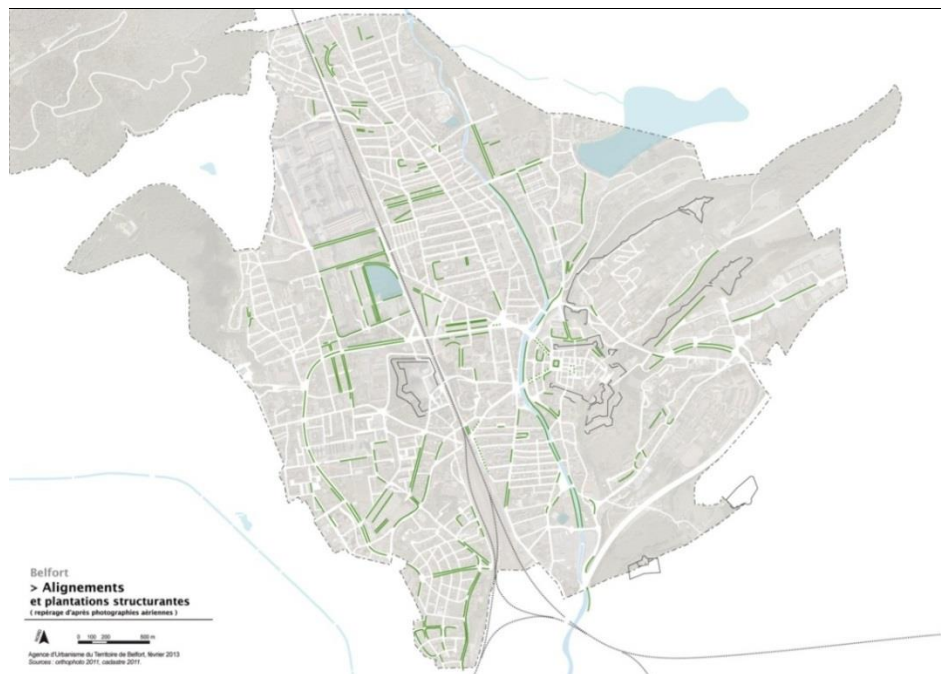 Belfort
> Alignements
et plantations structurantes
( repérage d'après photographies aériennes )
0 100 200 500 m
Agence d'Urbanisme du Territoire de Belfort, février 2013
Sources : orthophoto 2011, cadastre 2011.